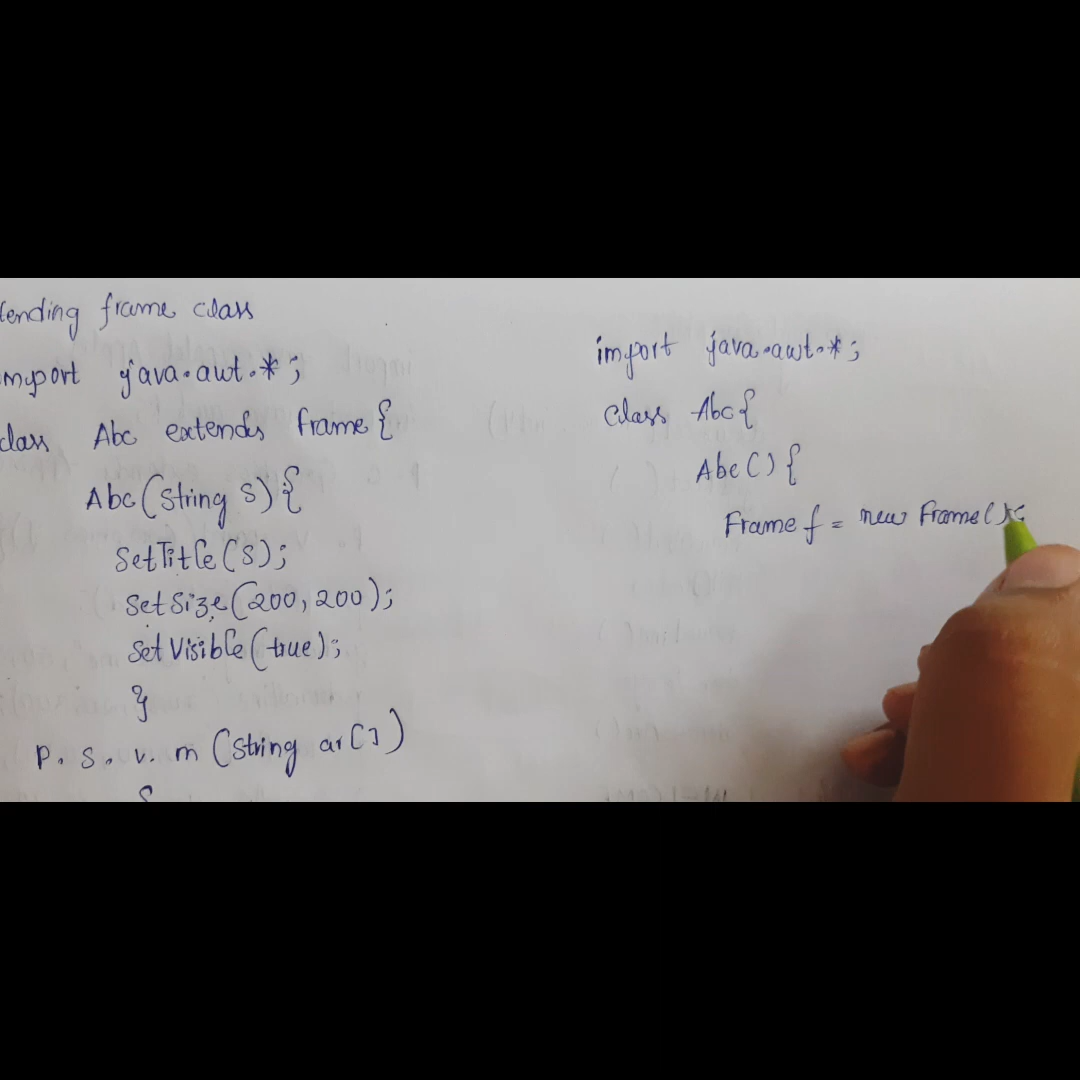 tending frame class
import java.awt.*;
class Abc extends frame{
Abc(string s){
SetTitle(S);
SetSize(200,200);
Set Visible(true);
}
P. S. v. m (String ar[])
{
import java.awt.*;
class Abc{
Abc(){
Frame f = new Frame();